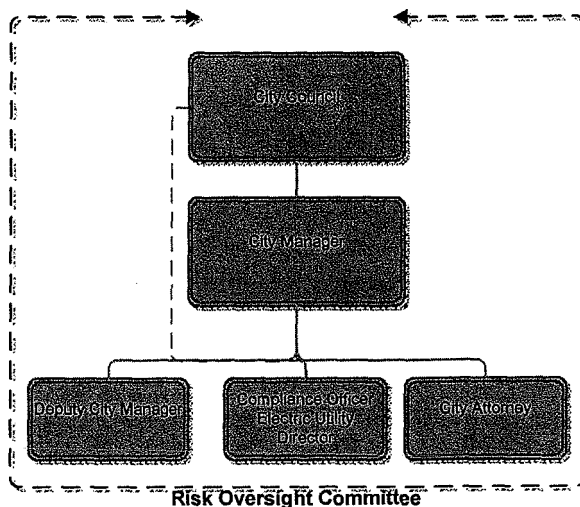 City Council
City Manager
Deputy City Manager
Compliance Officer
Electric Utility
Director
City Attorney
Risk Oversight Committee